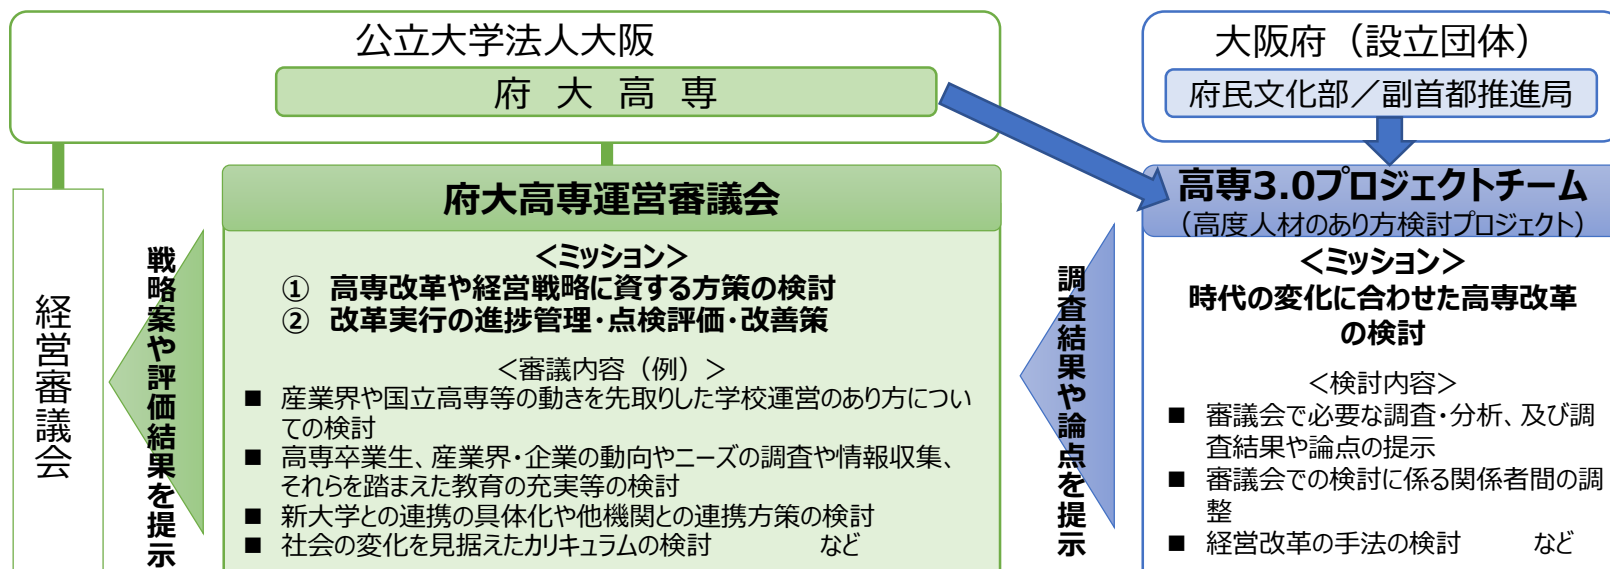 公立大学法人大阪
府 大 高 専
大阪府（設立団体）
府民文化部／副首都推進局
経営審議会
戦略案や評価結果を提示
府大高専運営審議会
＜ミッション＞
① 高専改革や経営戦略に資する方策の検討
② 改革実行の進捗管理・点検評価・改善策
＜審議内容（例）＞
■ 産業界や国立高専等の動きを先取りした学校運営のあり方につい
ての検討
■ 高専卒業生、産業界・企業の動向やニーズの調査や情報収集、
それらを踏まえた教育の充実等の検討
■ 新大学との連携の具体化や他機関との連携方策の検討
■ 社会の変化を見据えたカリキュラムの検討 など
調査結果や論点を提示
高専3.0プロジェクトチーム
（高度人材のあり方検討プロジェクト）
＜ミッション＞
時代の変化に合わせた高専改革
の検討
＜検討内容＞
■ 審議会で必要な調査・分析、及び調
査結果や論点の提示
■ 審議会での検討に係る関係者間の調
整
■ 経営改革の手法の検討 など